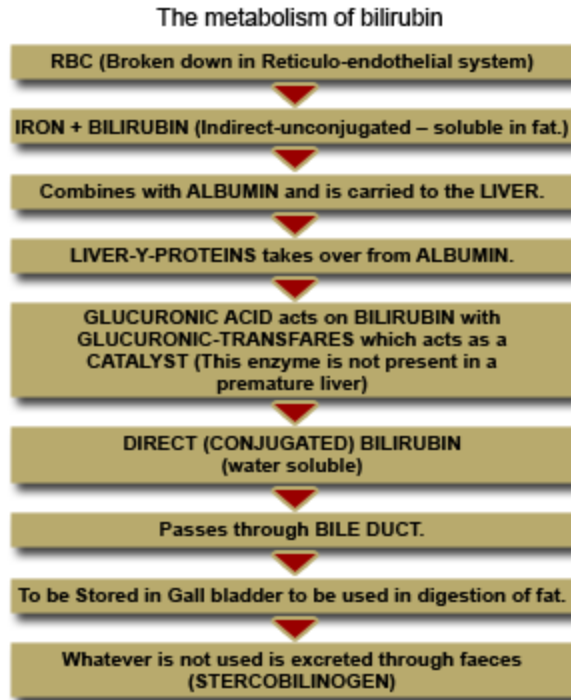 The metabolism of bilirubin
RBC (Broken down in Reticulo-endothelial system)
IRON + BILIRUBIN (Indirect-unconjugated – soluble in fat.)
Combines with ALBUMIN and is carried to the LIVER.
LIVER-Y-PROTEINS takes over from ALBUMIN.
GLUCURONIC ACID acts on BILIRUBIN with
GLUCURONIC-TRANSFARES which acts as a
CATALYST (This enzyme is not present in a
premature liver)
DIRECT (CONJUGATED) BILIRUBIN
(water soluble)
Passes through BILE DUCT.
To be Stored in Gall bladder to be used in digestion of fat.
Whatever is not used is excreted through faeces
(STERCOBILINOGEN)